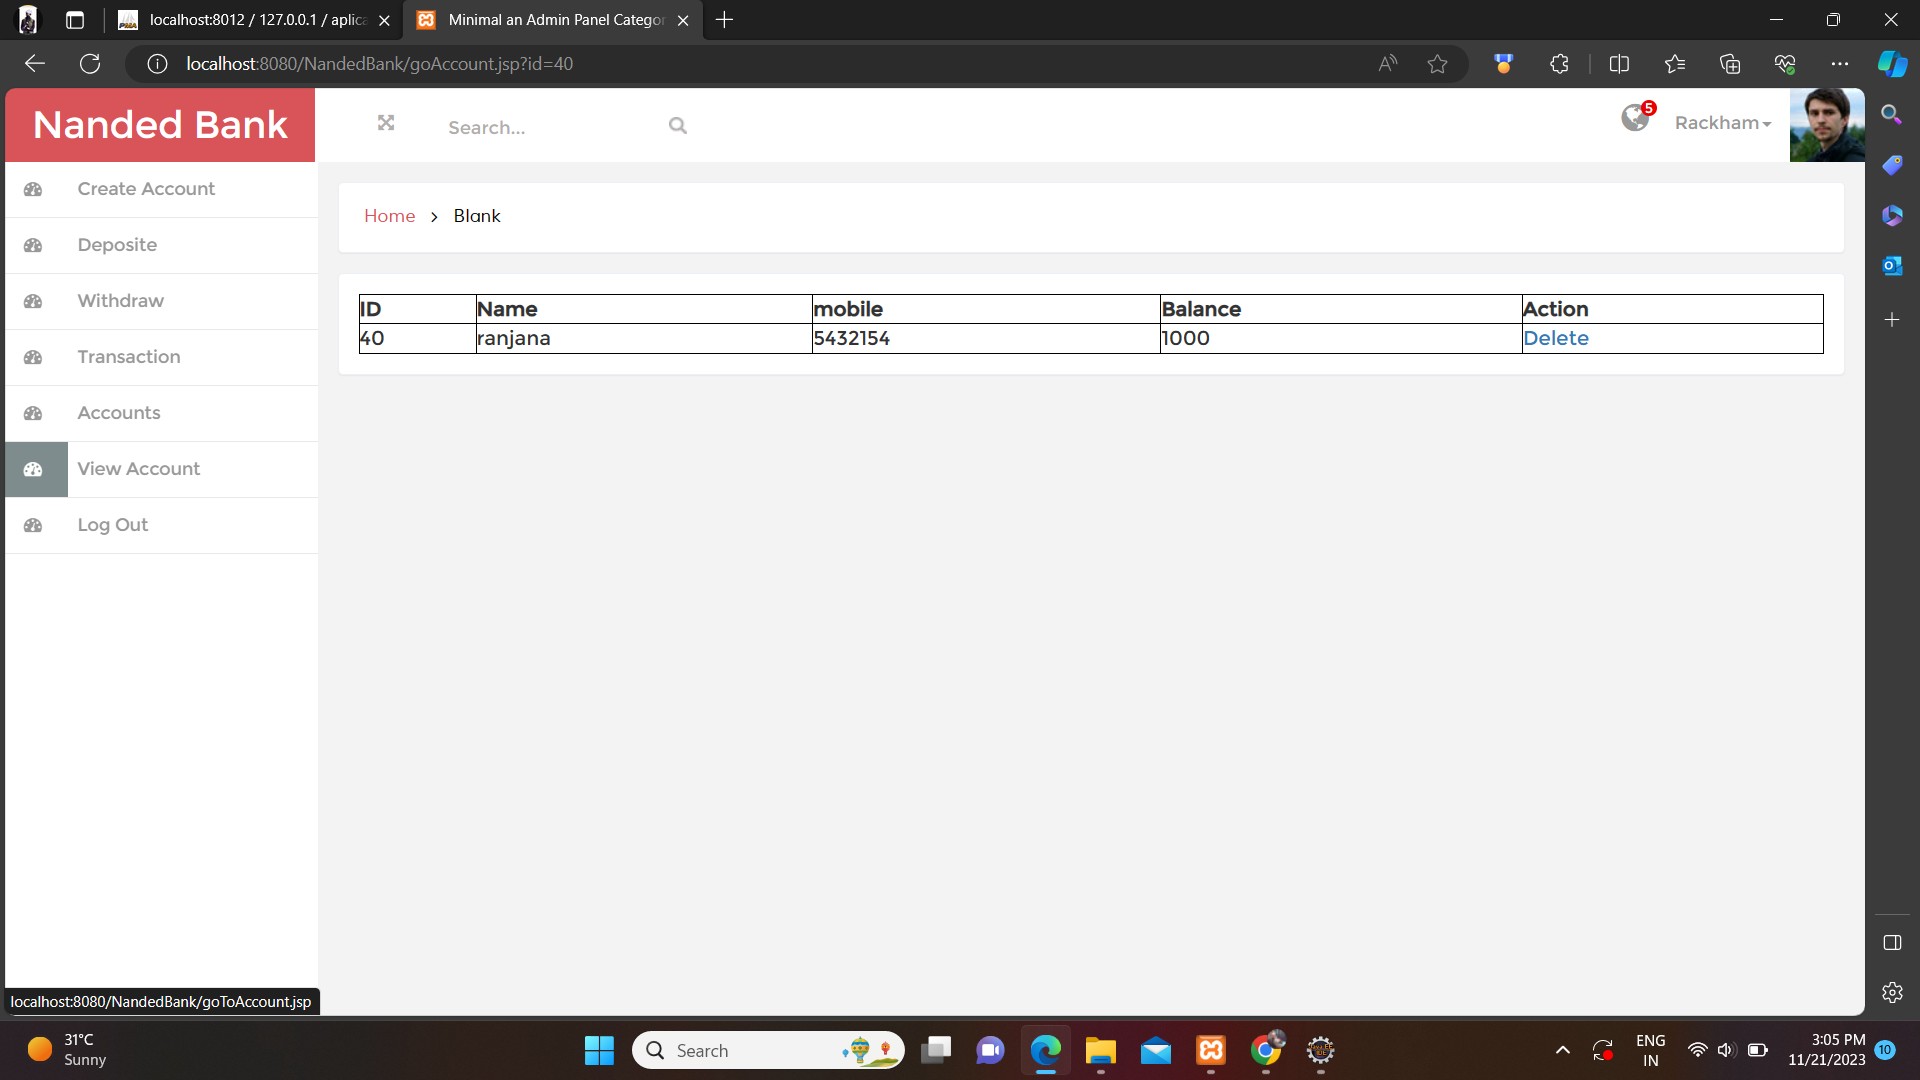 localhost:8012 / 127.0.0.1 / aplica
Minimal an Admin Panel Categor
localhost:8080/NandedBank/goAccount.jsp?id=40
Nanded Bank
Search...
5
Rackham
Create Account
Deposite
Withdraw
Transaction
Accounts
View Account
Log Out
Home > Blank
ID Name mobile Balance Action
40 ranjana 5432154 1000 Delete
localhost:8080/NandedBank/goToAccount.jsp
31°C
Sunny
Search
ENG
IN
3:05 PM
11/21/2023
10